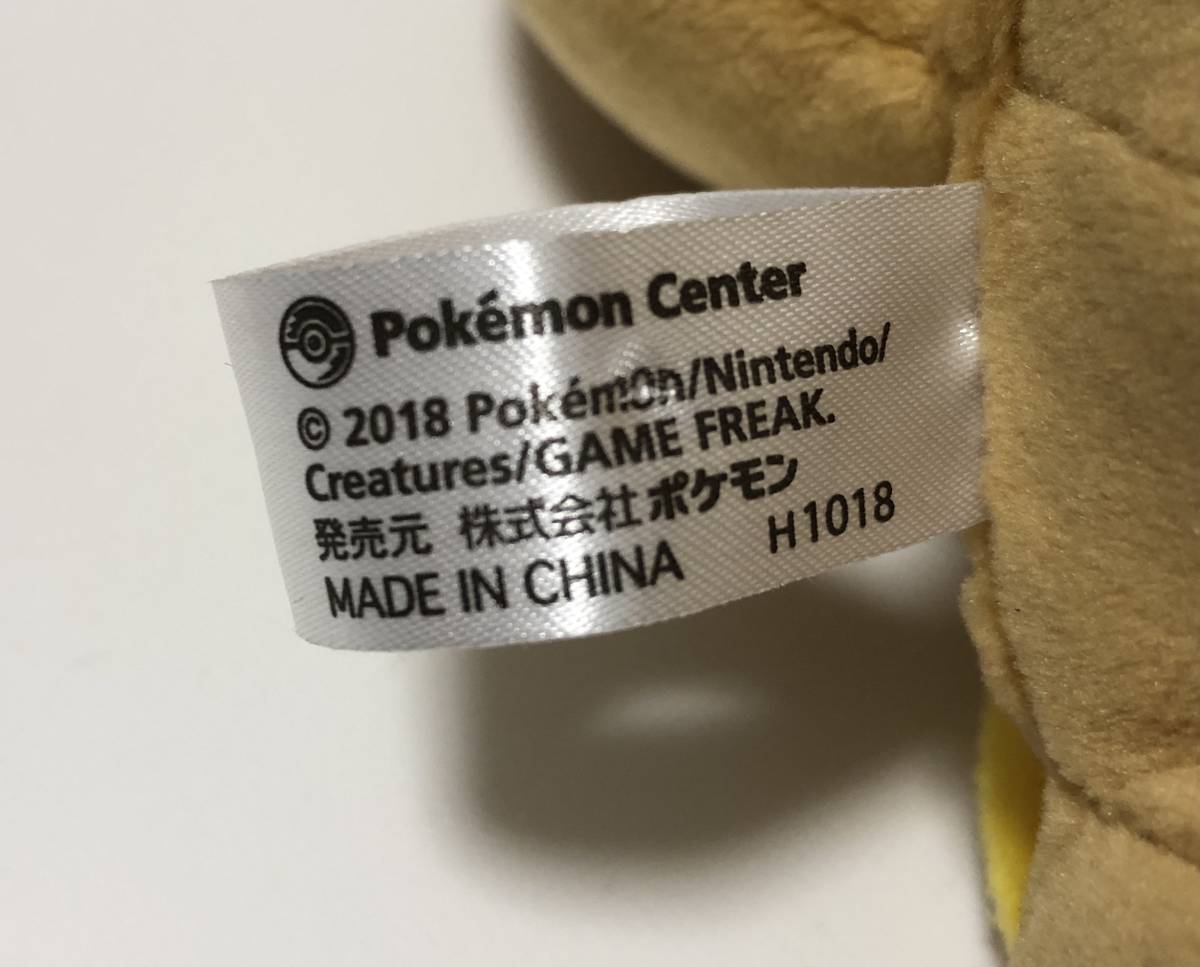 Pokémon Center
© 2018 Pokémon/Nintendo/
Creatures/GAME FREAK.
発売元 株式会社ポケモン
MADE IN CHINA H1018